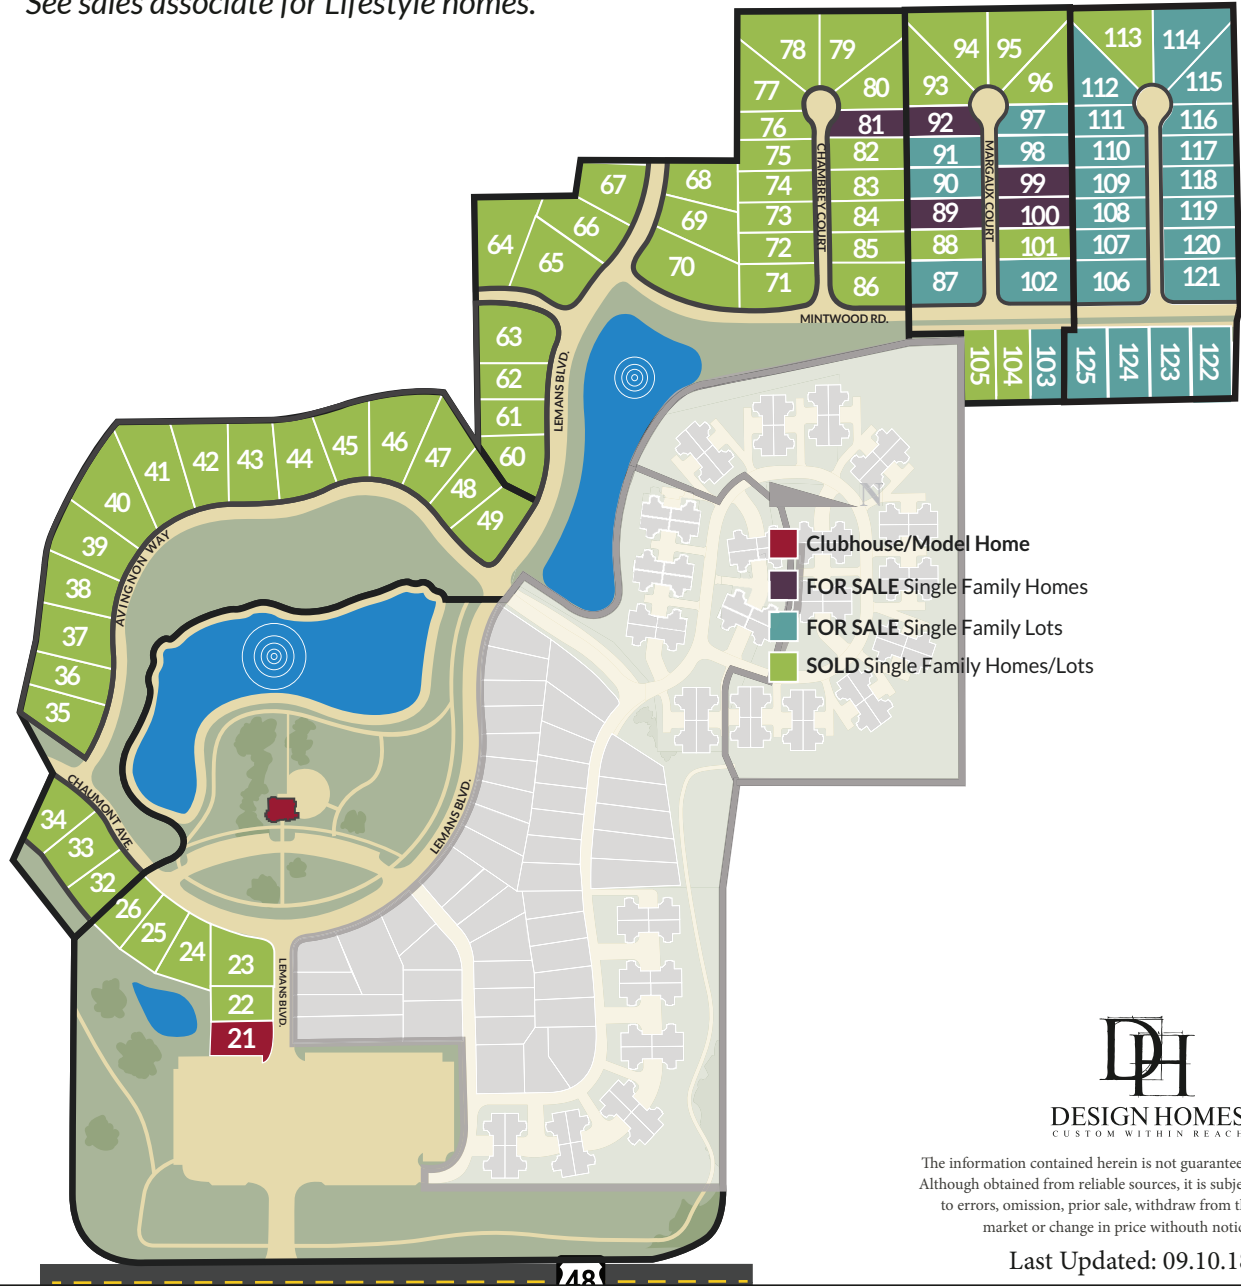 See sales associate for Lifestyle homes.
78 79
77 80
76 81
75 82
74 83
73 84
72 85
71 86
CHAMBREY COURT
94 95
93 96
92 97
91 98
90 99
89 100
88 101
87 102
MARGAUX COURT
113 114
112 115
111 116
110 117
109 118
108 119
107 120
106 121
67 68
66 69
64 65 70
MINTWOOD RD.
105 104 103 125 124 123 122
63
62
61
60
LEMANS BLVD.
41 42 43 44 45 46 47
40 48
39 49
38
37
36
35
AVINGNON WAY
N
Clubhouse/Model Home
FOR SALE Single Family Homes
FOR SALE Single Family Lots
SOLD Single Family Homes/Lots
CHAUMONT AVE.
LEMANS BLVD.
34
33
32
26
25
24
23
22
21
LEMANS BLVD.
DH
DESIGN HOMES
CUSTOM WITHIN REACH
The information contained herein is not guarantee
Although obtained from reliable sources, it is subje
to errors, omission, prior sale, withdraw from th
market or change in price withouth notic
Last Updated: 09.10.18
48